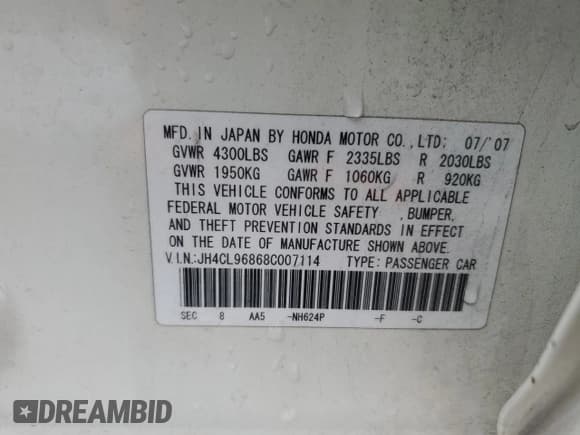 MFD. IN JAPAN BY HONDA MOTOR CO., LTD; 07/'07
GVWR 4300LBS GAWR F 2335LBS R 2030LBS
GVWR 1950KG GAWR F 1060KG R 920KG
THIS VEHICLE CONFORMS TO ALL APPLICABLE
FEDERAL MOTOR VEHICLE SAFETY ,BUMPER,
AND THEFT PREVENTION STANDARDS IN EFFECT
ON THE DATE OF MANUFACTURE SHOWN ABOVE.
V.I.N.:JH4CL96868C007114 TYPE: PASSENGER CAR
SEC 8 AA5 -NH624P -F -C
DREAMBID